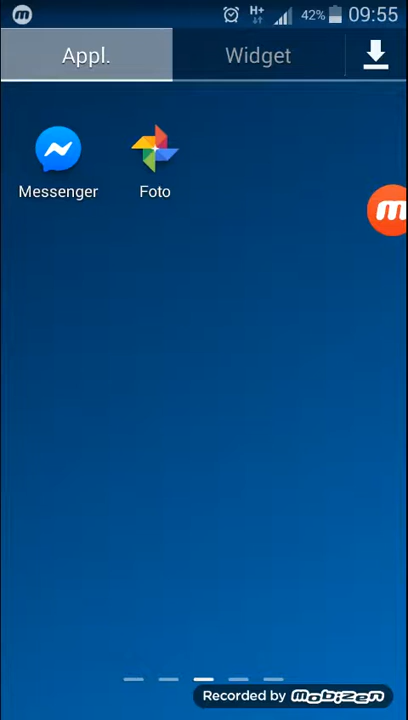 m
42% 09:55
H+
Appl. Widget
Messenger Foto
m
Recorded by mobizen